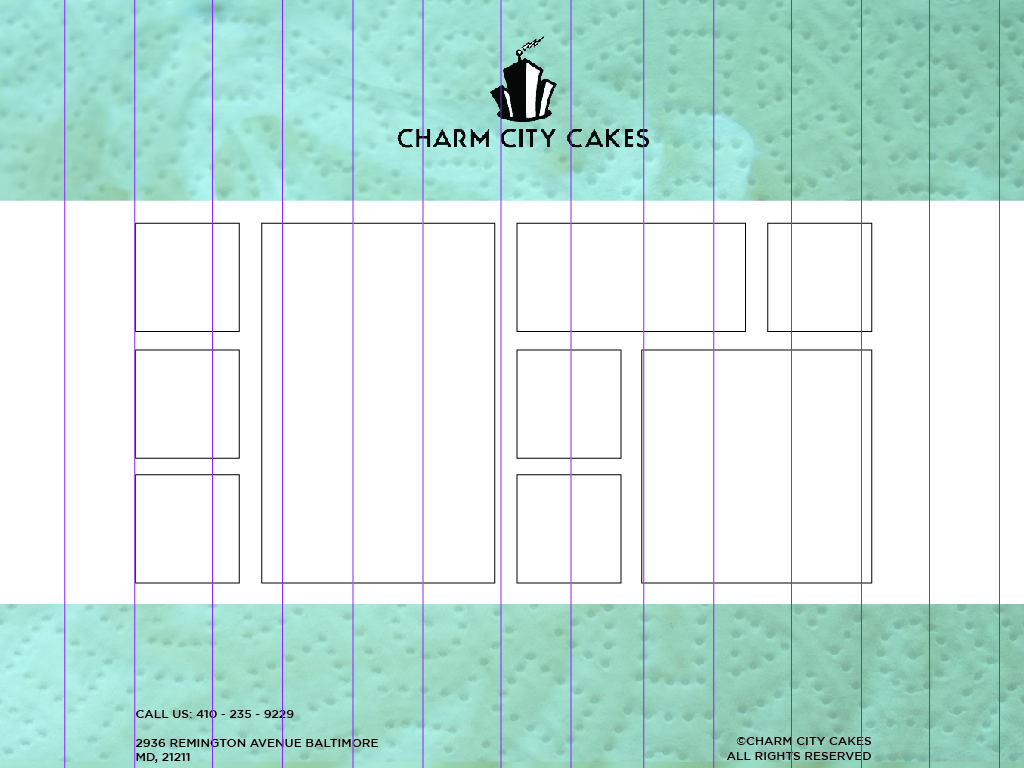 CHARM CITY CAKES
CALL US: 410 - 235 - 9229
2936 REMINGTON AVENUE BALTIMORE
MD, 21211
©CHARM CITY CAKES
ALL RIGHTS RESERVED